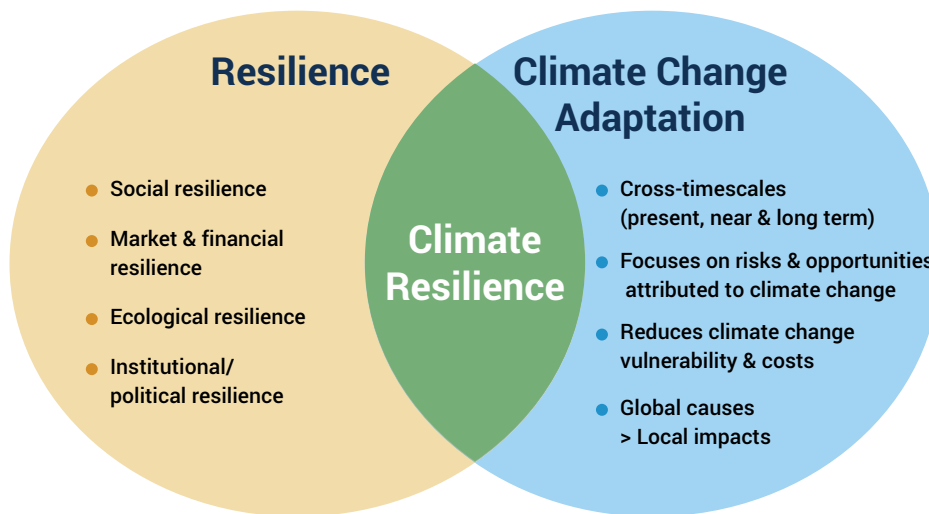 Resilience
Social resilience
Market & financial
resilience
Ecological resilience
Institutional/
political resilience
Climate
Resilience
Climate Change
Adaptation
Cross-timescales
(present, near & long term)
Focuses on risks & opportunities
attributed to climate change
Reduces climate change
vulnerability & costs
Global causes
> Local impacts